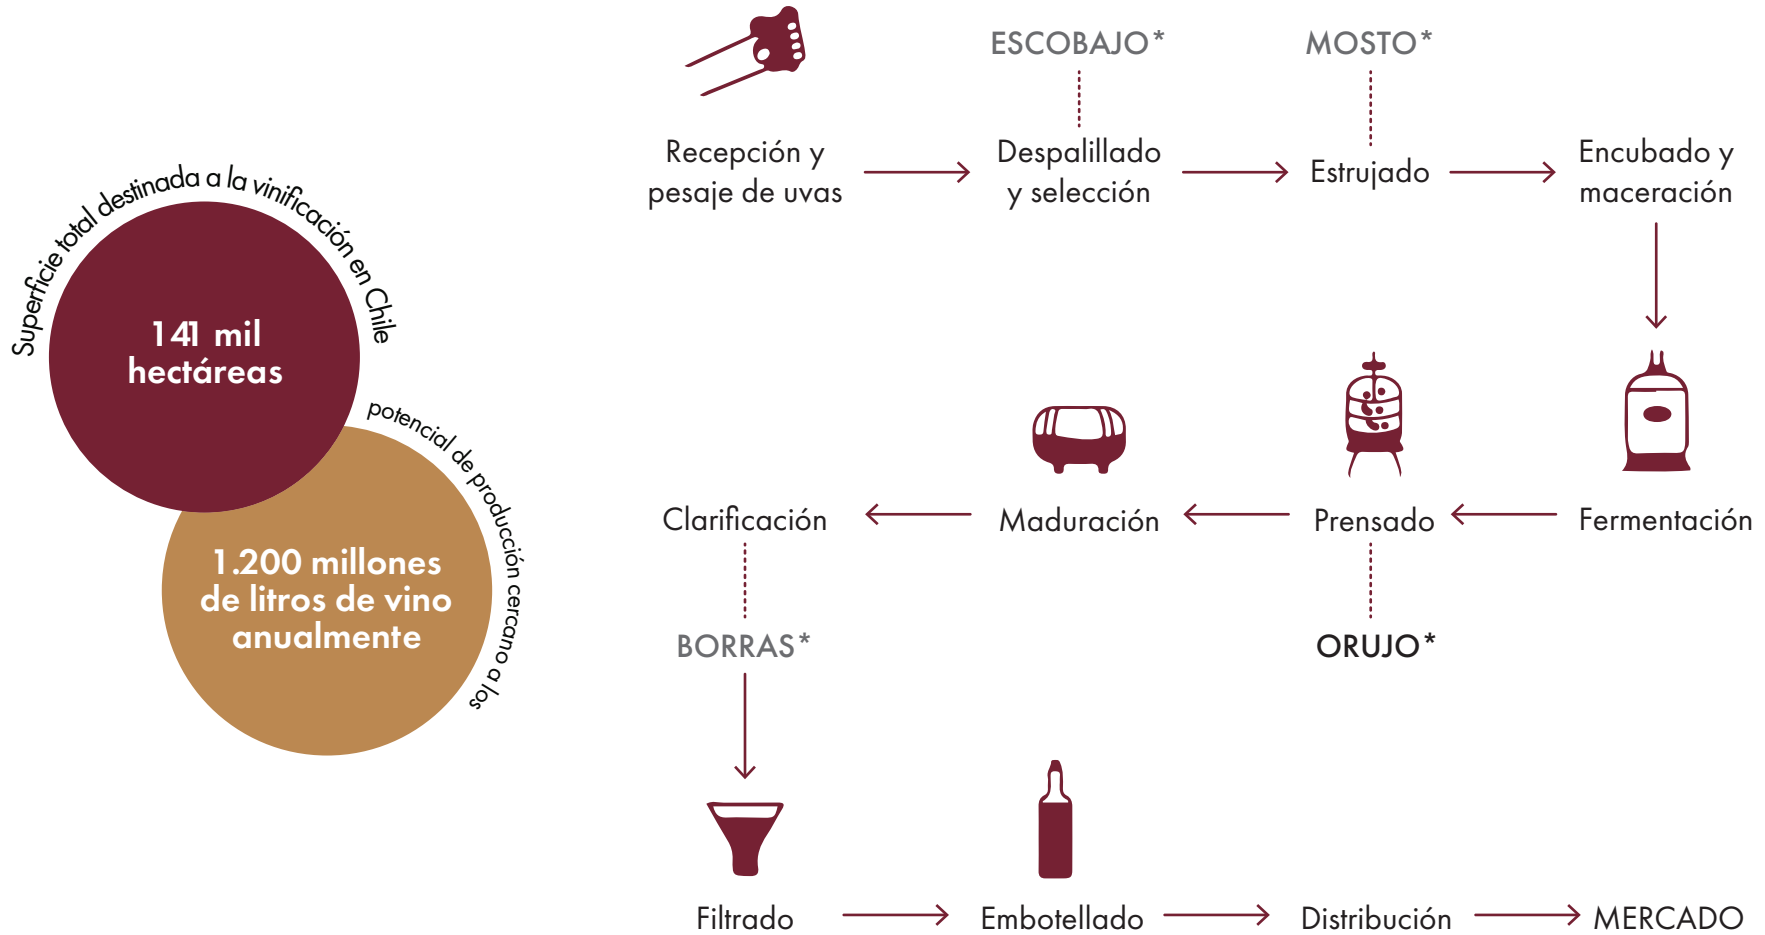 Superficie total destinada a la vinificación en Chile
141 mil
hectáreas
potencial de producción cercano a los
1.200 millones
de litros de vino
anualmente
ESCOBAJO*
MOSTO*
Recepción y
pesaje de uvas
Despalillado
y selección
Estrujado
Encubado y
maceración
Fermentación
Prensado
Maduración
Clarificación
ORUJO*
BORRAS*
Filtrado
Embotellado
Distribución
MERCADO